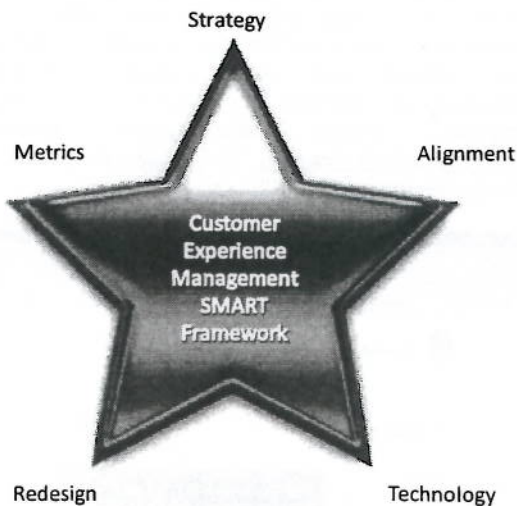 Strategy
Metrics
Alignment
Customer
Experience
Management
SMART
Framework
Redesign
Technology